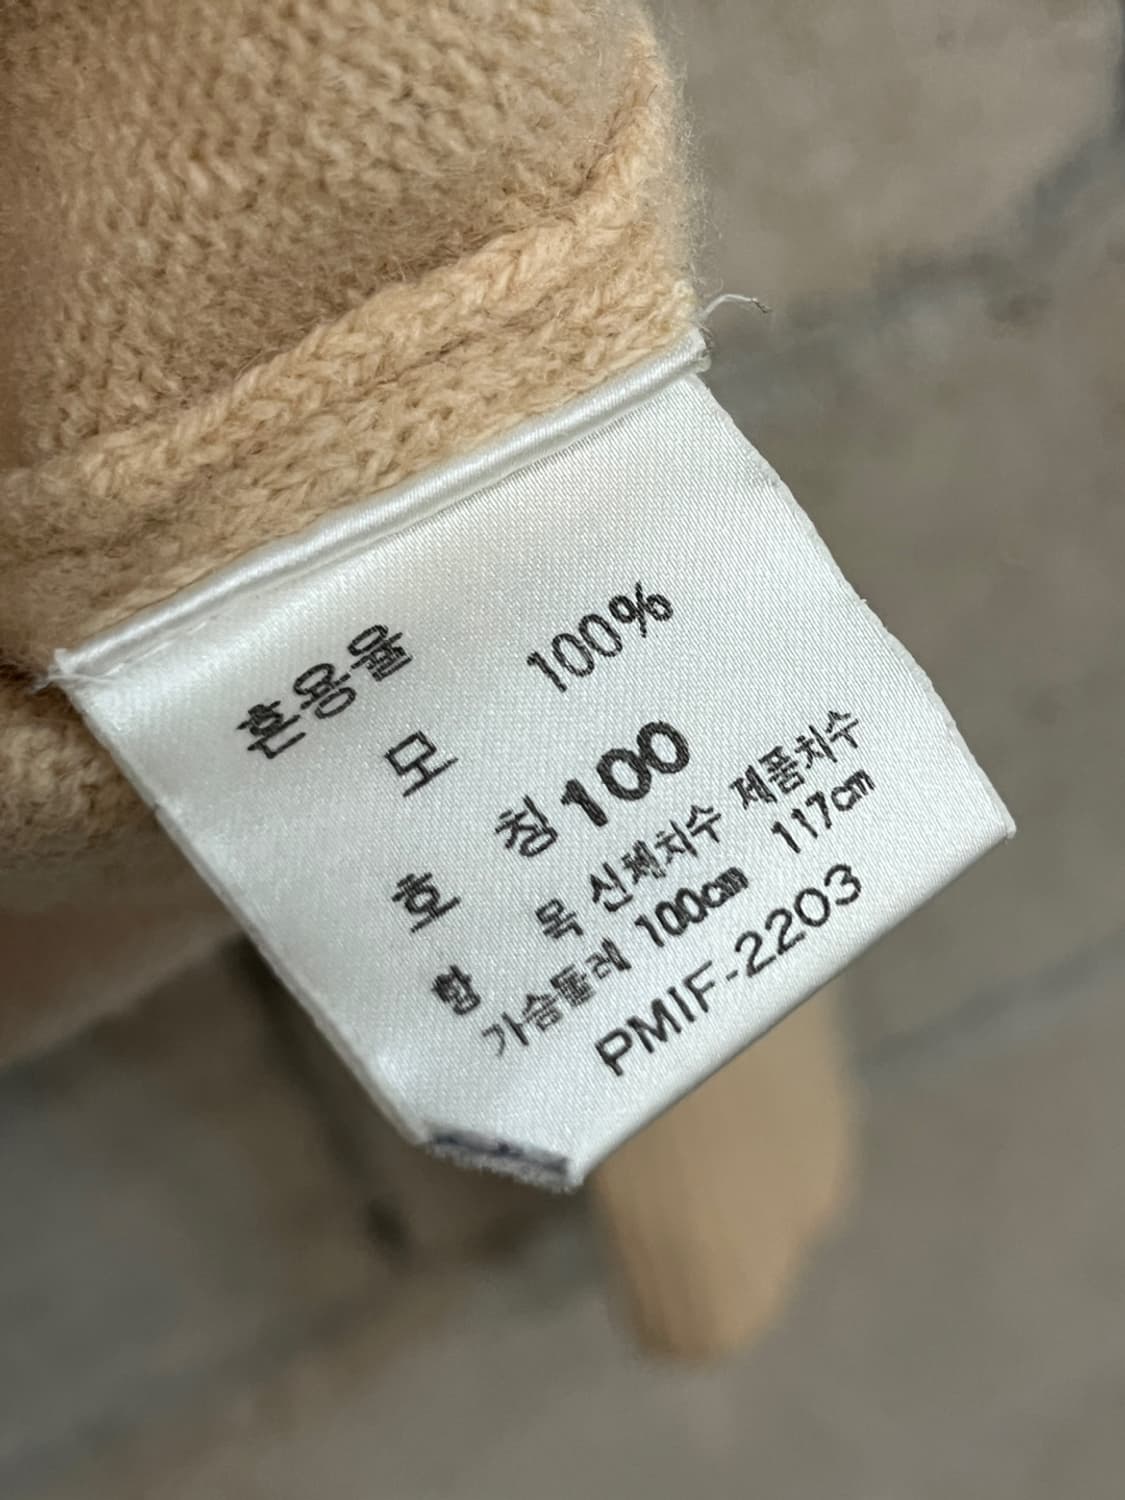 혼용율
모 100%
호 칭 100
항 목 신체치수 제품치수
가슴둘레 100cm 117cm
PMIF-2203